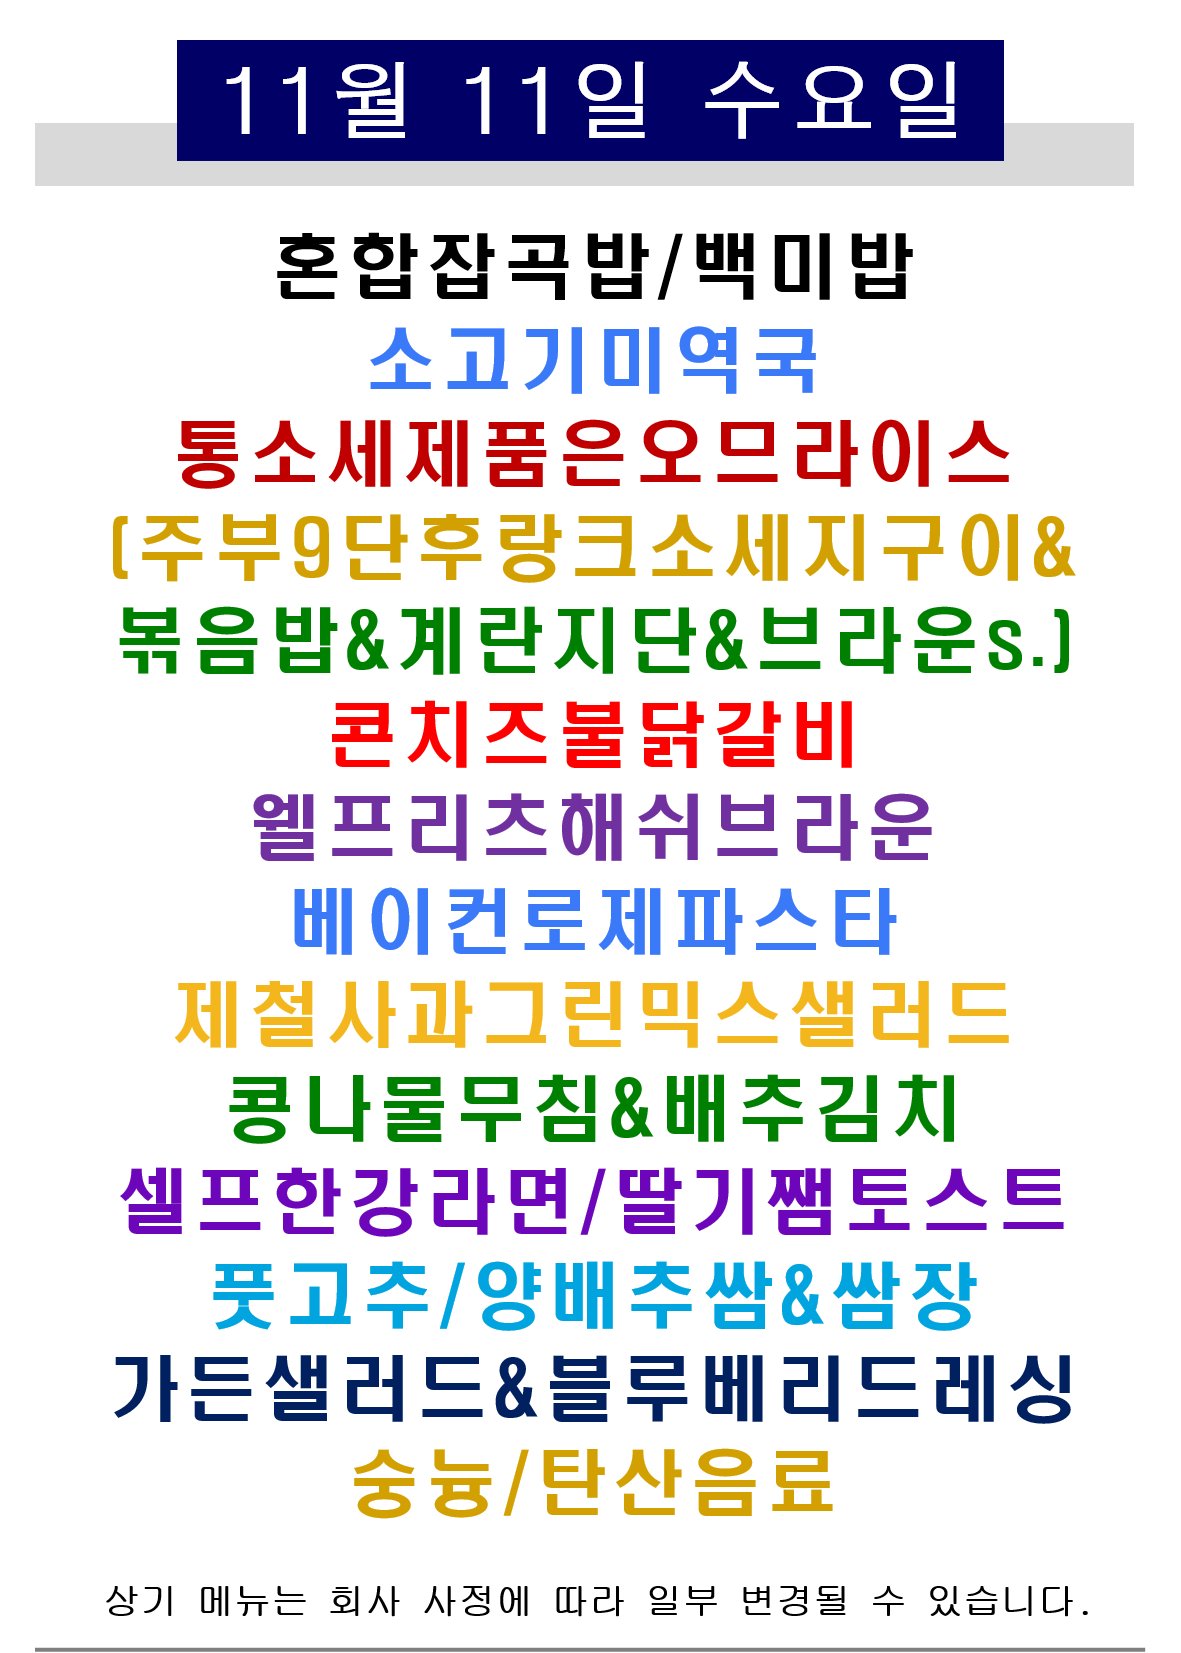 11월 11일 수요일
혼합잡곡밥/백미밥
소고기미역국
통소세제품은오므라이스
(주부9단후랑크소세지구이&
볶음밥&계란지단&브라운s.)
콘치즈불닭갈비
웰프리츠해쉬브라운
베이컨로제파스타
제철사과그린믹스샐러드
콩나물무침&배추김치
셀프한강라면/딸기쨈토스트
풋고추/양배추쌈&쌈장
가든샐러드&블루베리드레싱
숭늉/탄산음료
상기 메뉴는 회사 사정에 따라 일부 변경될 수 있습니다.